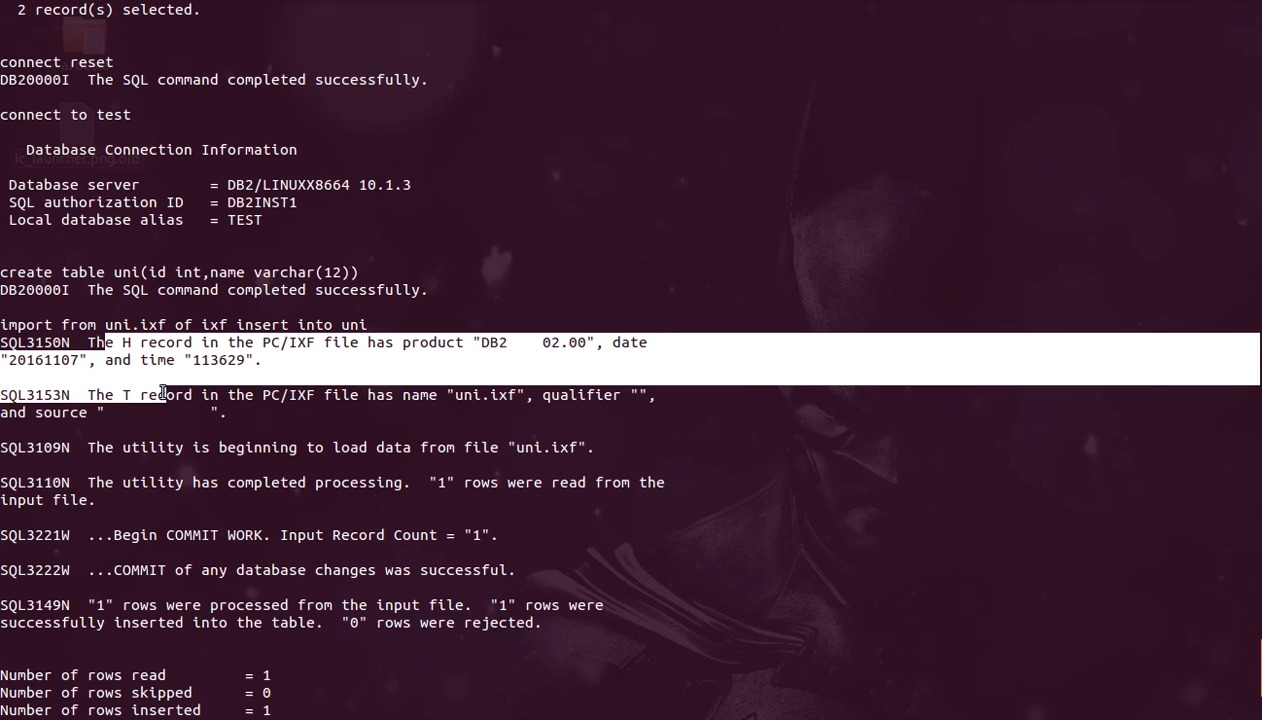 2 record(s) selected.
connect reset
DB20000I  The SQL command completed successfully.
connect to test
Database Connection Information
Database server        = DB2/LINUXX8664 10.1.3
SQL authorization ID   = DB2INST1
Local database alias   = TEST
ic_launcher.png.old
create table uni(id int,name varchar(12))
DB20000I  The SQL command completed successfully.
import from uni.ixf of ixf insert into uni
SQL3150N  The H record in the PC/IXF file has product "DB2    02.00", date
"20161107", and time "113629".
SQL3153N  The T record in the PC/IXF file has name "uni.ixf", qualifier "",
and source "            ".
SQL3109N  The utility is beginning to load data from file "uni.ixf".
SQL3110N  The utility has completed processing.  "1" rows were read from the
input file.
SQL3221W  ...Begin COMMIT WORK. Input Record Count = "1".
SQL3222W  ...COMMIT of any database changes was successful.
SQL3149N  "1" rows were processed from the input file.  "1" rows were
successfully inserted into the table.  "0" rows were rejected.
Number of rows read         = 1
Number of rows skipped      = 0
Number of rows inserted     = 1